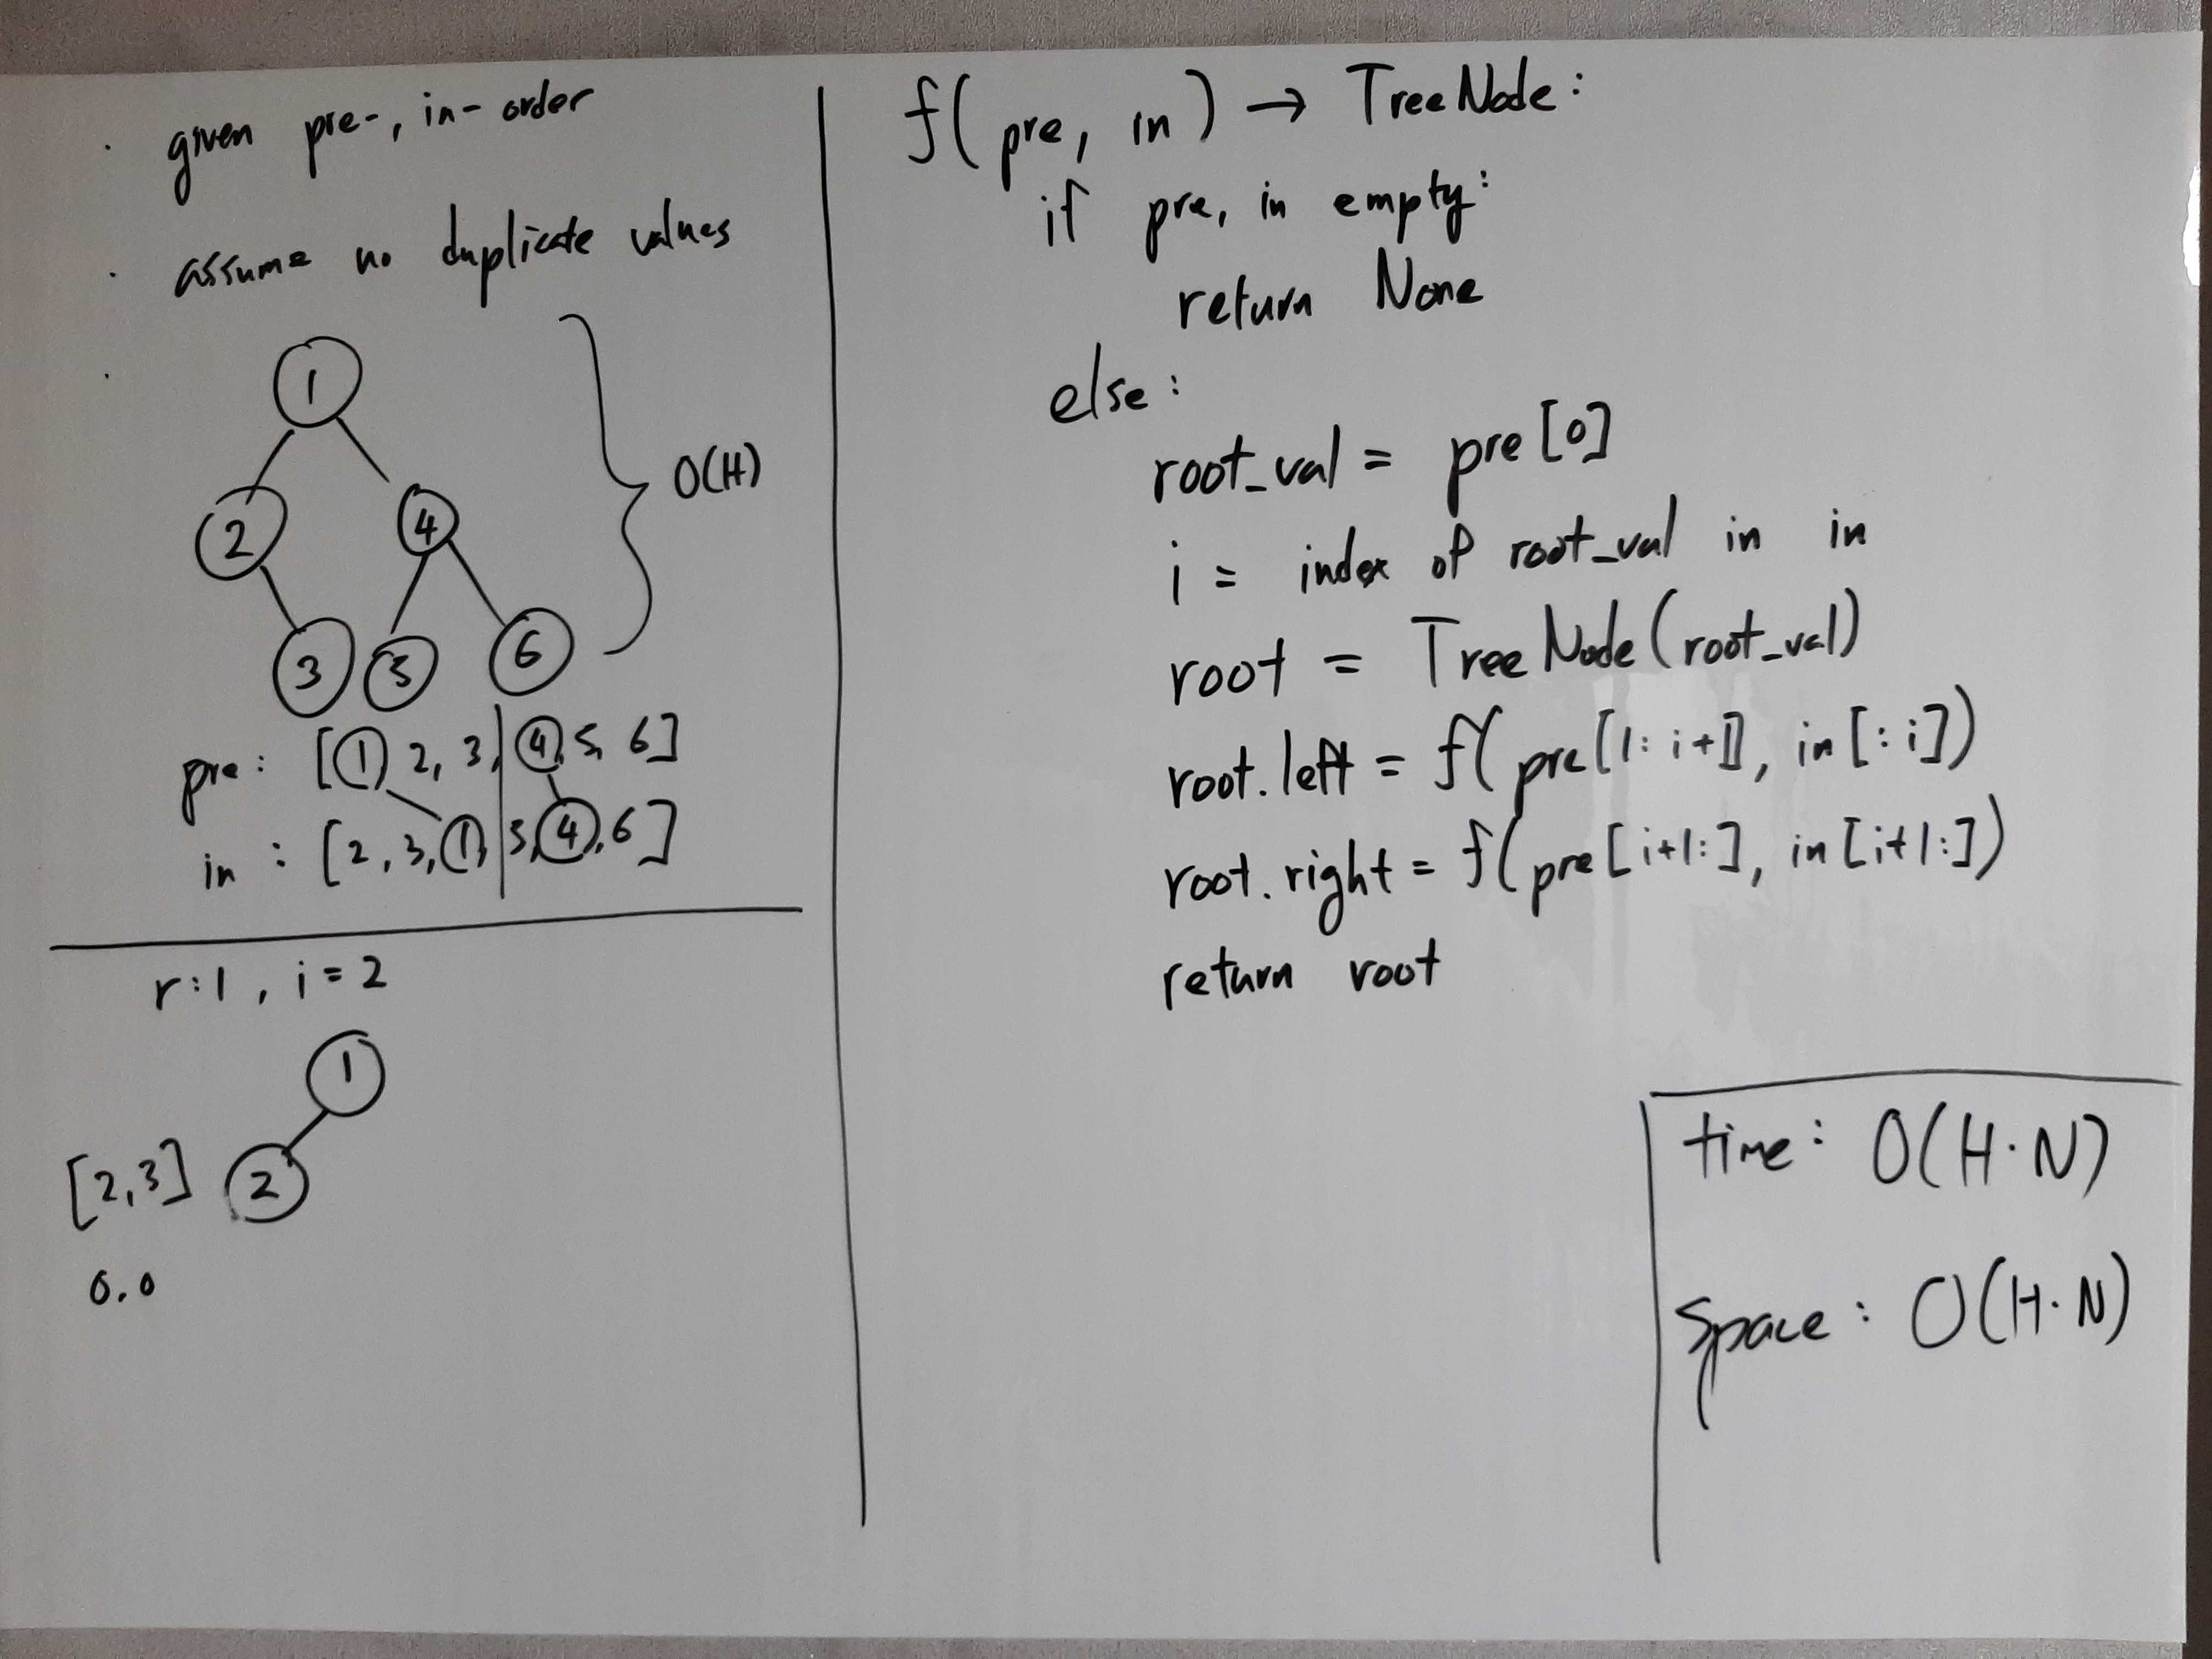 · given pre-, in-order
· assume no duplicate values
·
1
2
4
3
5
6
O(H)
pre: [1, 2, 3, 4, 5, 6]
in : [2, 3, 1, 5, 4, 6]
r:1, i=2
1
[2,3] 2
0.0
f(pre, in) → TreeNode:
if pre, in empty:
return None
else:
root_val = pre[0]
i = index of root_val in in
root = TreeNode(root_val)
root.left = f(pre[1:i+1], in[:i])
root.right = f(pre[i+1:], in[i+1:])
return root
time: O(H·N)
space: O(H·N)